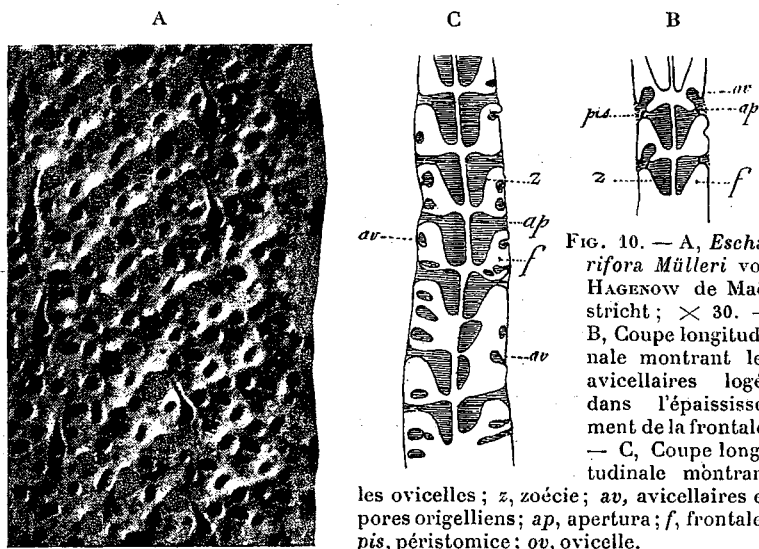 A
C
B
z
ap
av
f
av
ov
ap
pis
z
f
FIG. 10. — A, Escha
rifora Mülleri vo
HAGENOW de Mae
stricht ; × 30. —
B, Coupe longitud
nale montrant le
avicellaires logé
dans l'épaississe
ment de la frontale
— C, Coupe long
tudinale montran
les ovicelles ; z, zoécie ; av, avicellaires e
pores origelliens ; ap, apertura ; f, frontale
pis, péristomice ; ov, ovicelle.